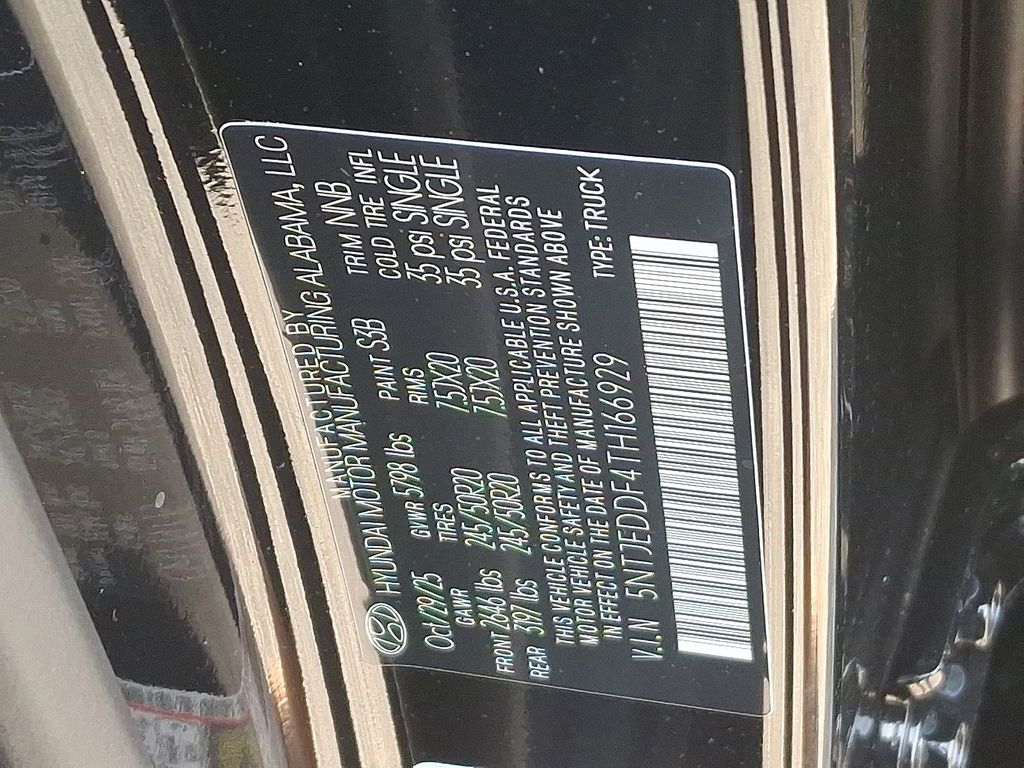 MANUFACTURED BY
HYUNDAI MOTOR MANUFACTURING ALABAMA, LLC
Oct/29/25 GVWR 5798 lbs PAINT S3B TRIM NNB
GAWR TIRES RIMS COLD TIRE INFL
FRONT 2646 lbs 245/50R20 7.5JX20 35 psi SINGLE
REAR 3197 lbs 245/50R20 7.5JX20 35 psi SINGLE
THIS VEHICLE CONFORMS TO ALL APPLICABLE U.S.A. FEDERAL
MOTOR VEHICLE SAFETY AND THEFT PREVENTION STANDARDS
IN EFFECT ON THE DATE OF MANUFACTURE SHOWN ABOVE
V.I.N 5NTJEDDF4TH166929 TYPE: TRUCK